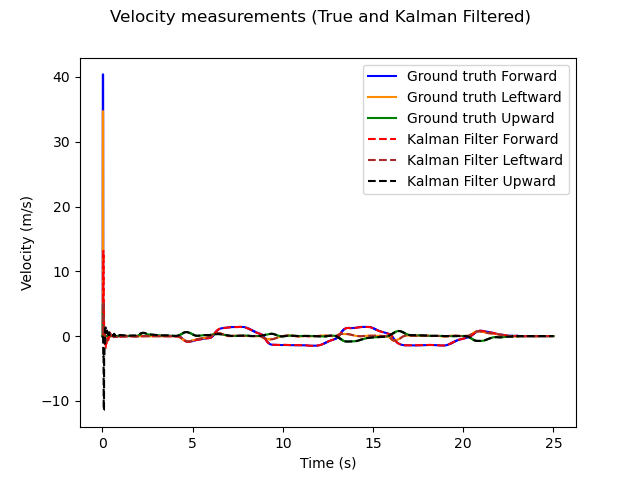 Velocity measurements (True and Kalman Filtered)
Velocity (m/s)
40
30
20
10
0
−10
Ground truth Forward
Ground truth Leftward
Ground truth Upward
Kalman Filter Forward
Kalman Filter Leftward
Kalman Filter Upward
0 5 10 15 20 25
Time (s)